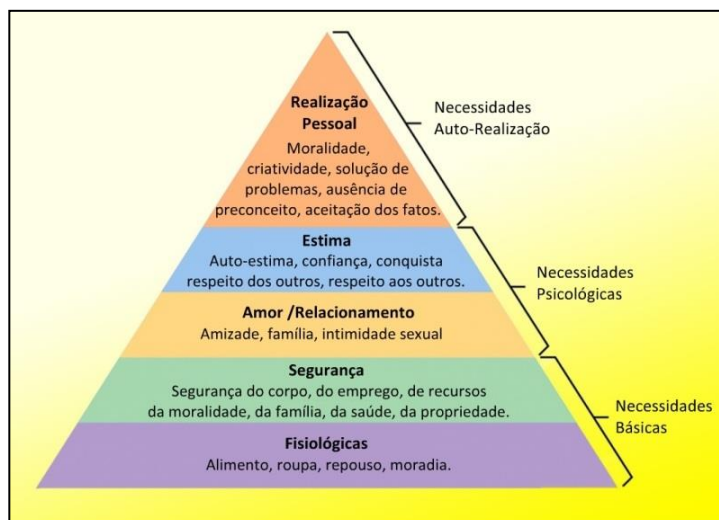 Realização
Pessoal
Moralidade,
criatividade, solução de
problemas, ausência de
preconceito, aceitação dos fatos.
Necessidades
Auto-Realização
Estima
Auto-estima, confiança, conquista
respeito dos outros, respeito aos outros.
Amor /Relacionamento
Amizade, família, intimidade sexual
Necessidades
Psicológicas
Segurança
Segurança do corpo, do emprego, de recursos
da moralidade, da família, da saúde, da propriedade.
Fisiológicas
Alimento, roupa, repouso, moradia.
Necessidades
Básicas